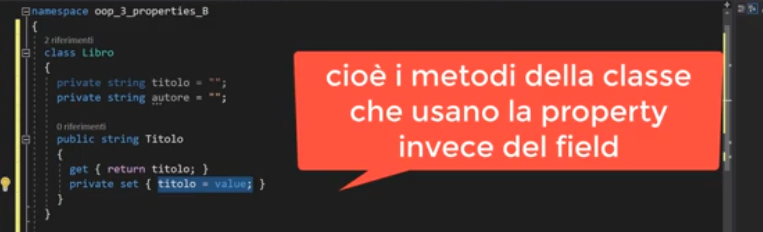 namespace oop_3_properties_B
{
2 riferimenti
class Libro
{
private string titolo = "";
private string autore = "";
0 riferimenti
public string Titolo
{
get { return titolo; }
private set { titolo = value; }
}
}
cioè i metodi della classe
che usano la property
invece del field